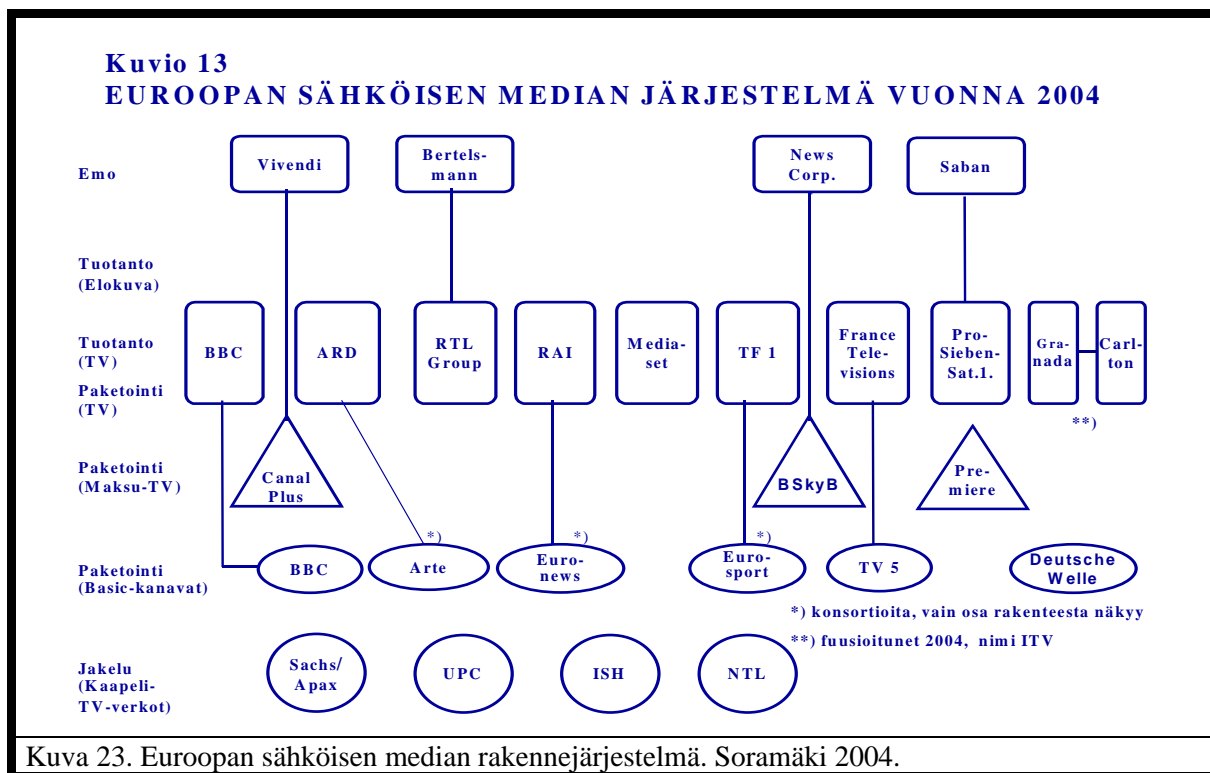 Kuvio 13
EUROOPAN SÄHKÖISEN MEDIAN JÄRJESTELMÄ VUONNA 2004
Emo
Vivendi
Bertels-
mann
News
Corp.
Saban
Tuotanto
(Elokuva)
Tuotanto
(TV)
Paketointi
(TV)
BBC
ARD
RTL
Group
RAI
Media-
set
TF 1
France
Tele-
visions
Pro-
Sieben-
Sat.1.
Gra-
nada
Carl-
ton
**)
Paketointi
(Maksu-TV)
Canal
Plus
BSkyB
Pre-
miere
Paketointi
(Basic-kanavat)
BBC
*)
Arte
*)
Euro-
news
*)
Euro-
sport
TV 5
Deutsche
Welle
*) konsortioita, vain osa rakenteesta näkyy
**) fuusioitunet 2004, nimi ITV
Jakelu
(Kaapeli-
TV-verkot)
Sachs/
Apax
UPC
ISH
NTL
Kuva 23. Euroopan sähköisen median rakennejärjestelmä. Soramäki 2004.